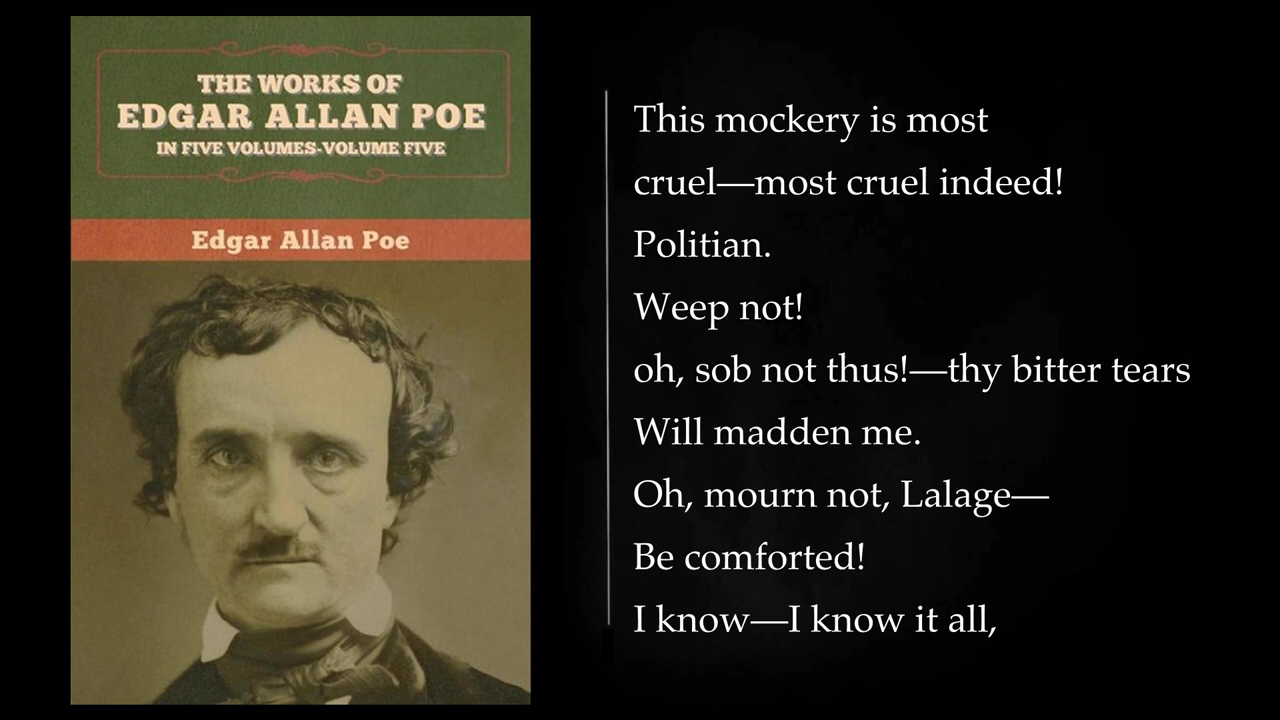 THE WORKS OF
EDGAR ALLAN POE
IN FIVE VOLUMES-VOLUME FIVE
Edgar Allan Poe
This mockery is most
cruel—most cruel indeed!
Politian.
Weep not!
oh, sob not thus!—thy bitter tears
Will madden me.
Oh, mourn not, Lalage—
Be comforted!
I know—I know it all,